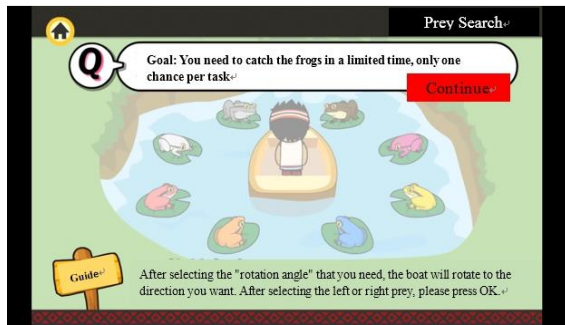 Prey Search
Q
Goal: You need to catch the frogs in a limited time, only one
chance per task
Continue
Guide
After selecting the "rotation angle" that you need, the boat will rotate to the
direction you want. After selecting the left or right prey, please press OK.